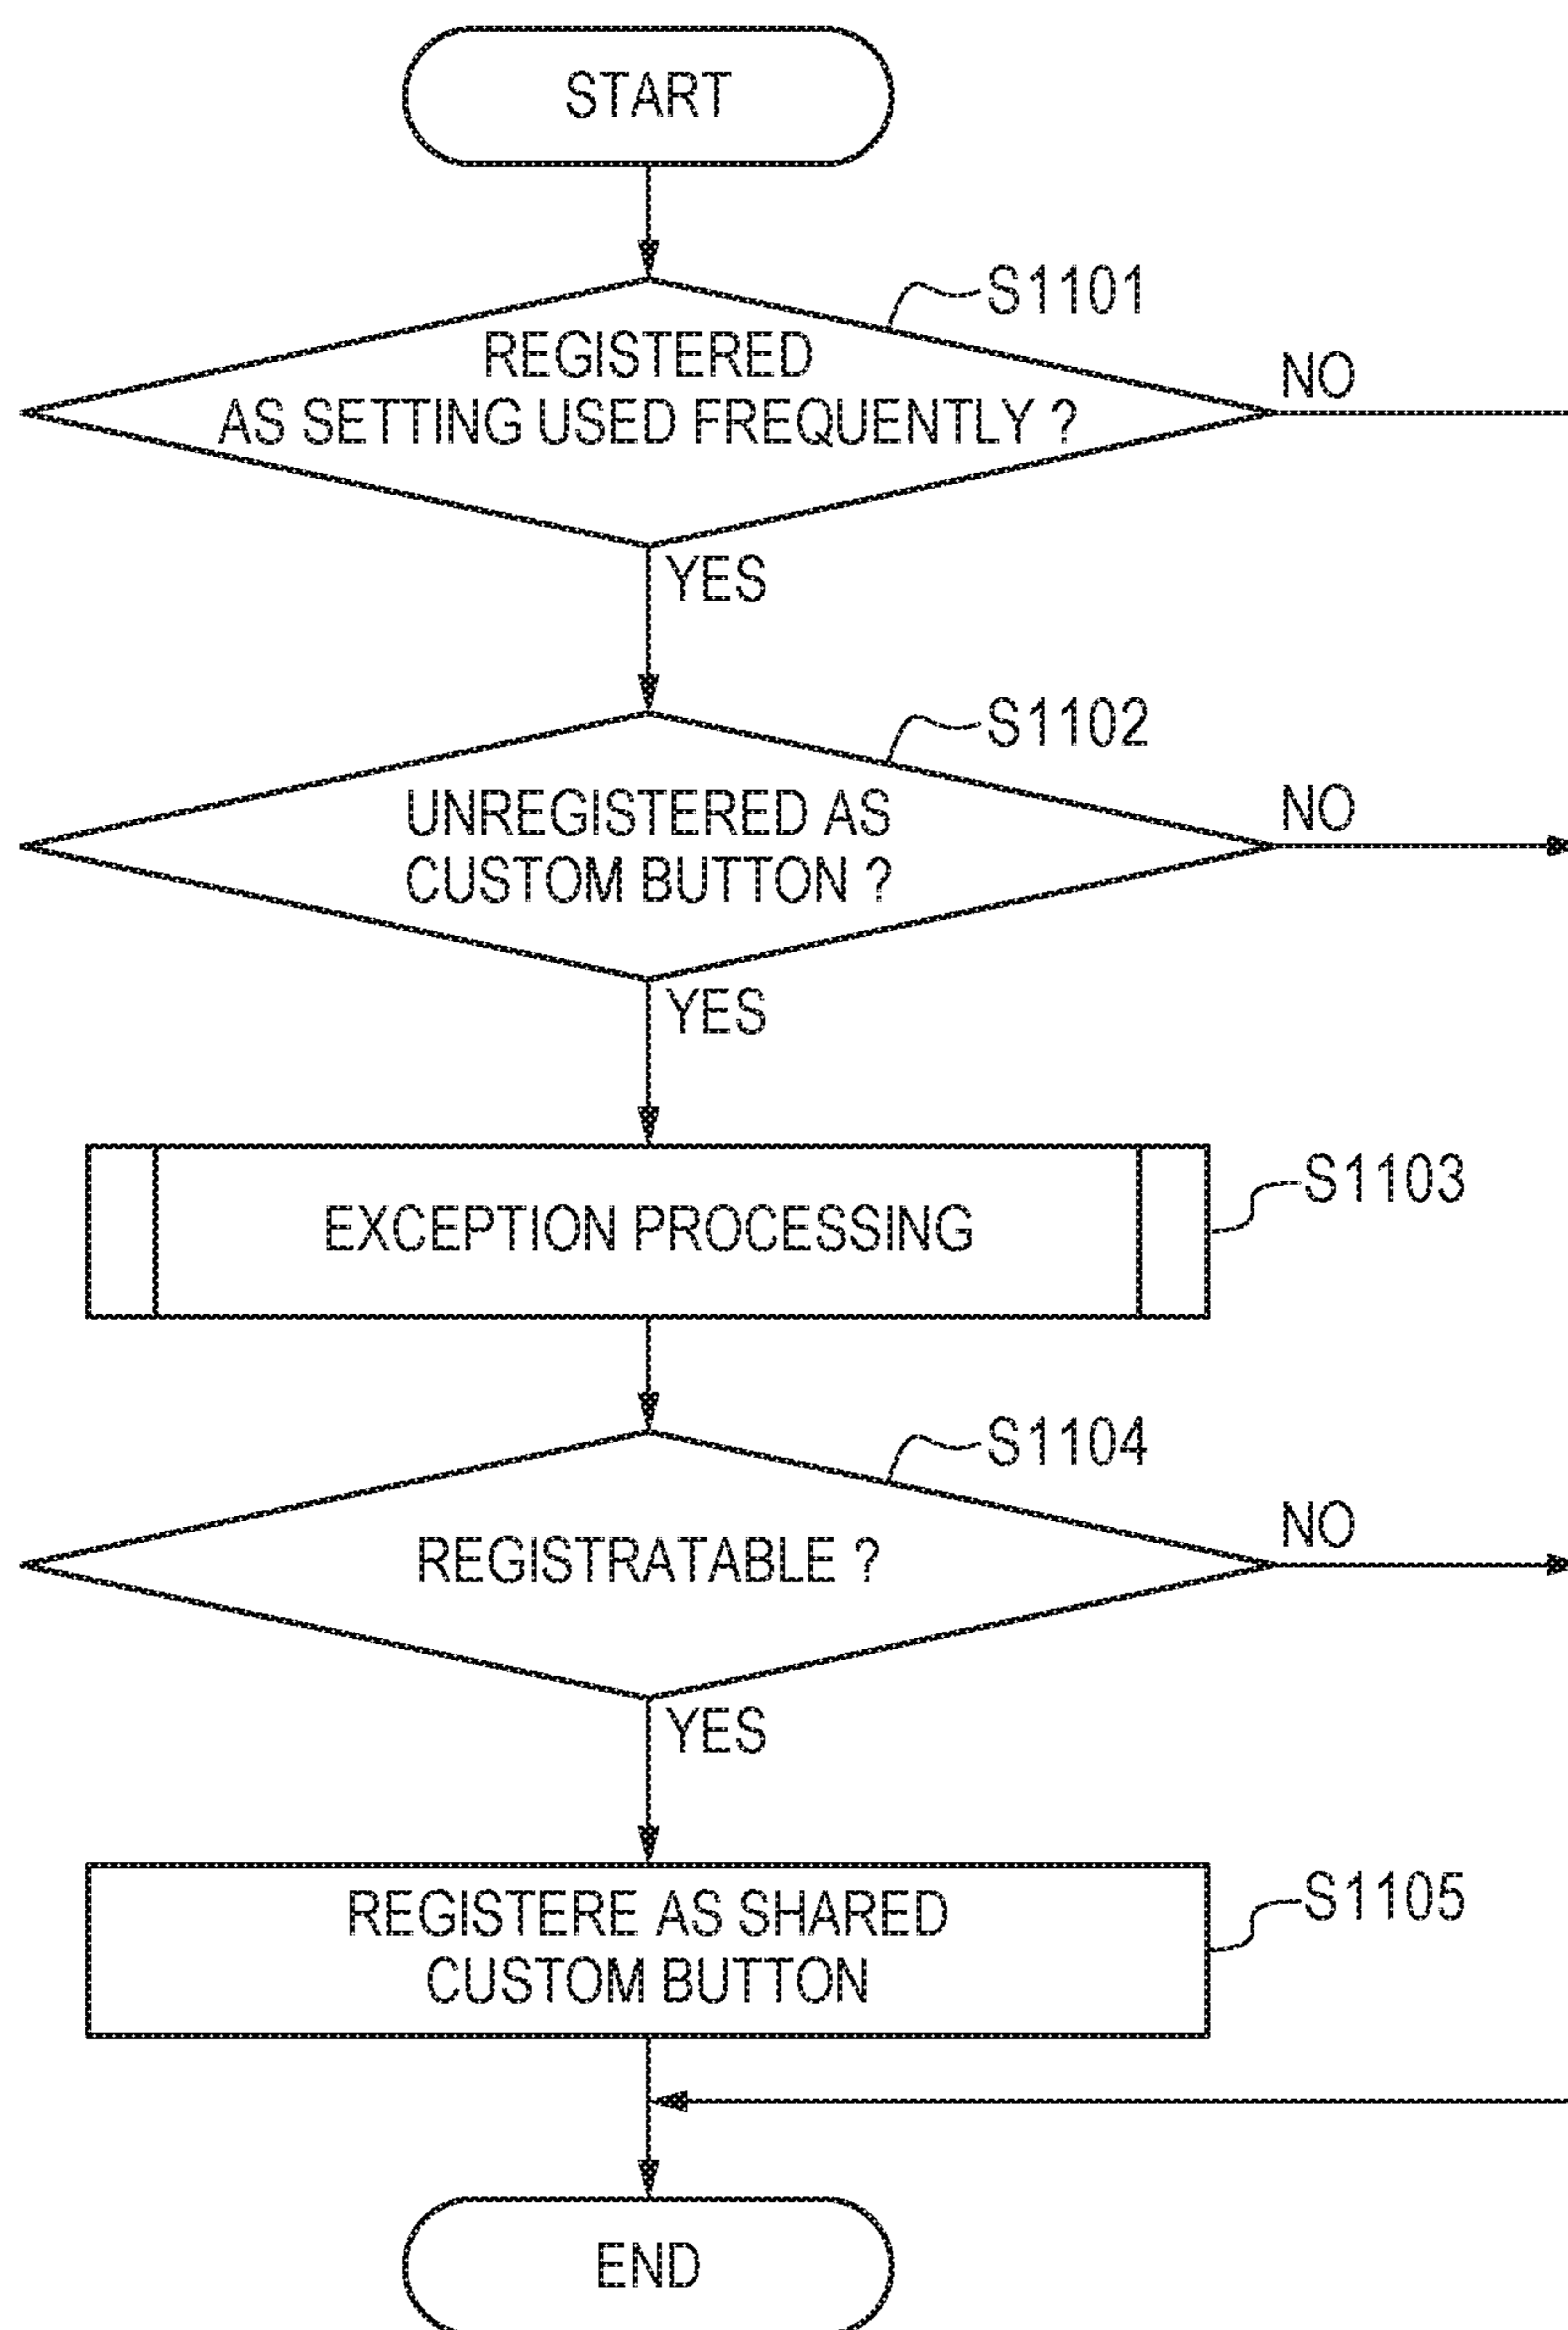 START
S1101
REGISTERED
AS SETTING USED FREQUENTLY ?
NO
YES
S1102
UNREGISTERED AS
CUSTOM BUTTON ?
NO
YES
EXCEPTION PROCESSING
S1103
S1104
REGISTRATABLE ?
NO
YES
REGISTERE AS SHARED
CUSTOM BUTTON
S1105
END